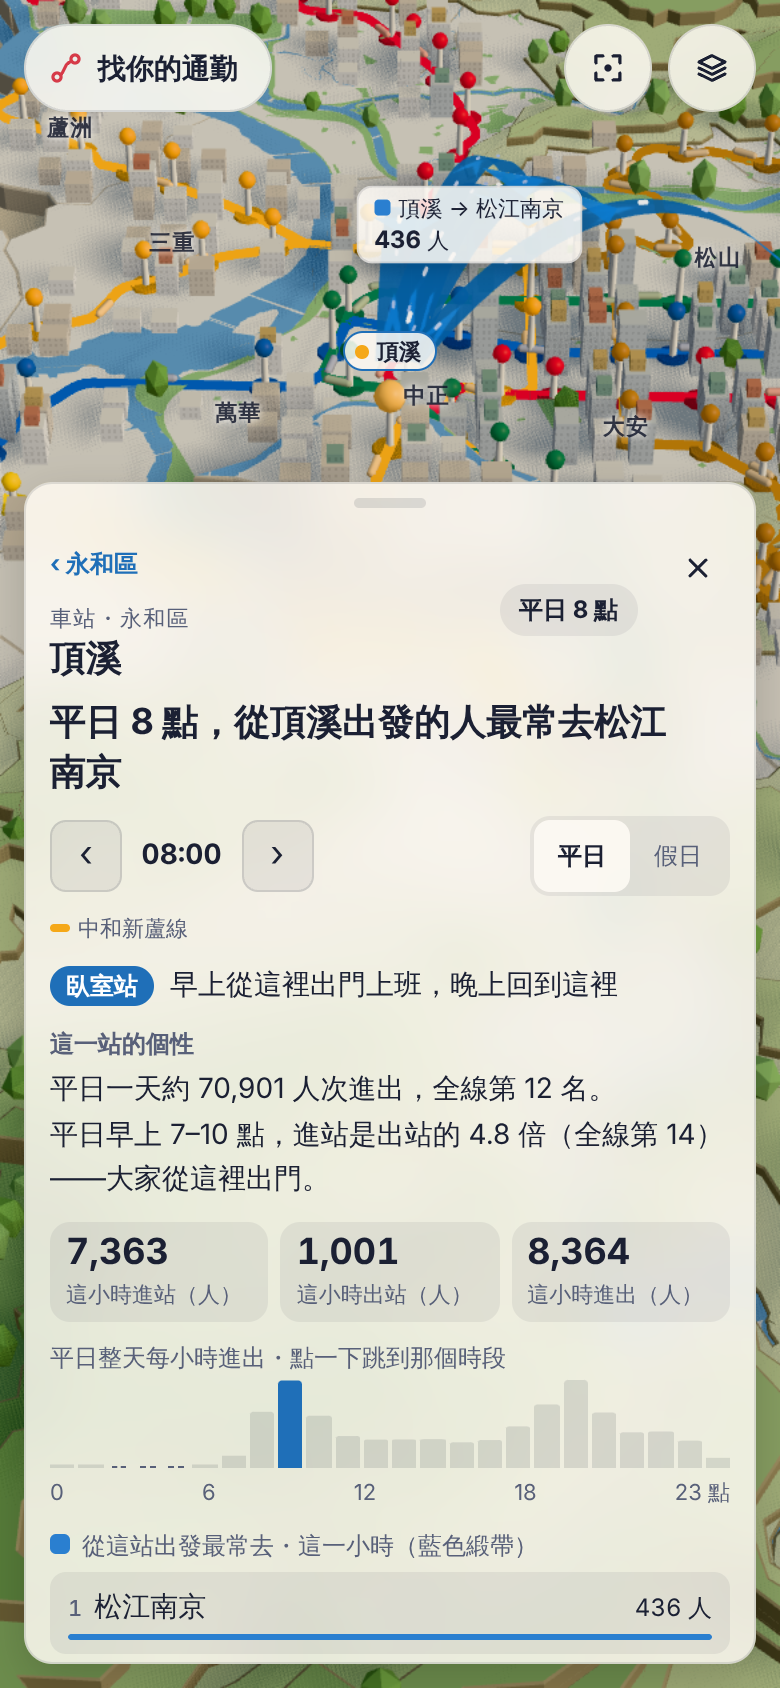 找你的通勤
蘆洲
頂溪 → 松江南京
436 人
三重
松山
頂溪
中正
萬華
大安
‹ 永和區
車站・永和區
平日 8 點
頂溪
平日 8 點，從頂溪出發的人最常去松江
南京
08:00
平日 假日
中和新蘆線
臥室站 早上從這裡出門上班，晚上回到這裡
這一站的個性
平日一天約 70,901 人次進出，全線第 12 名。
平日早上 7–10 點，進站是出站的 4.8 倍（全線第 14）
——大家從這裡出門。
7,363 1,001 8,364
這小時進站（人） 這小時出站（人） 這小時進出（人）
平日整天每小時進出・點一下跳到那個時段
0 6 12 18 23 點
從這站出發最常去・這一小時（藍色緞帶）
1 松江南京 436 人